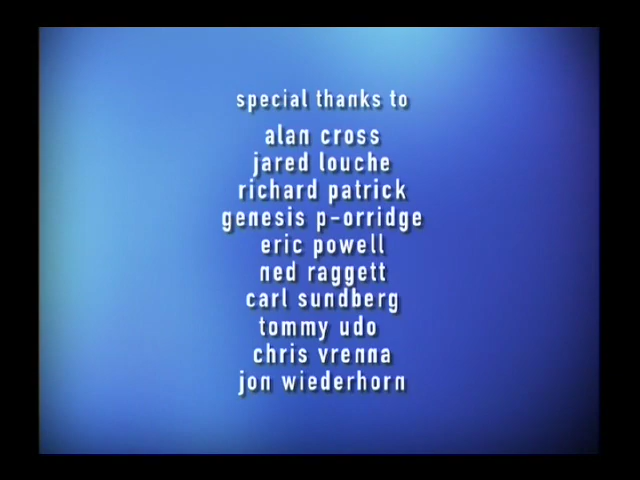 special thanks to
alan cross
jared louche
richard patrick
genesis p-orridge
eric powell
ned raggett
carl sundberg
tommy udo
chris vrenna
jon wiederhorn